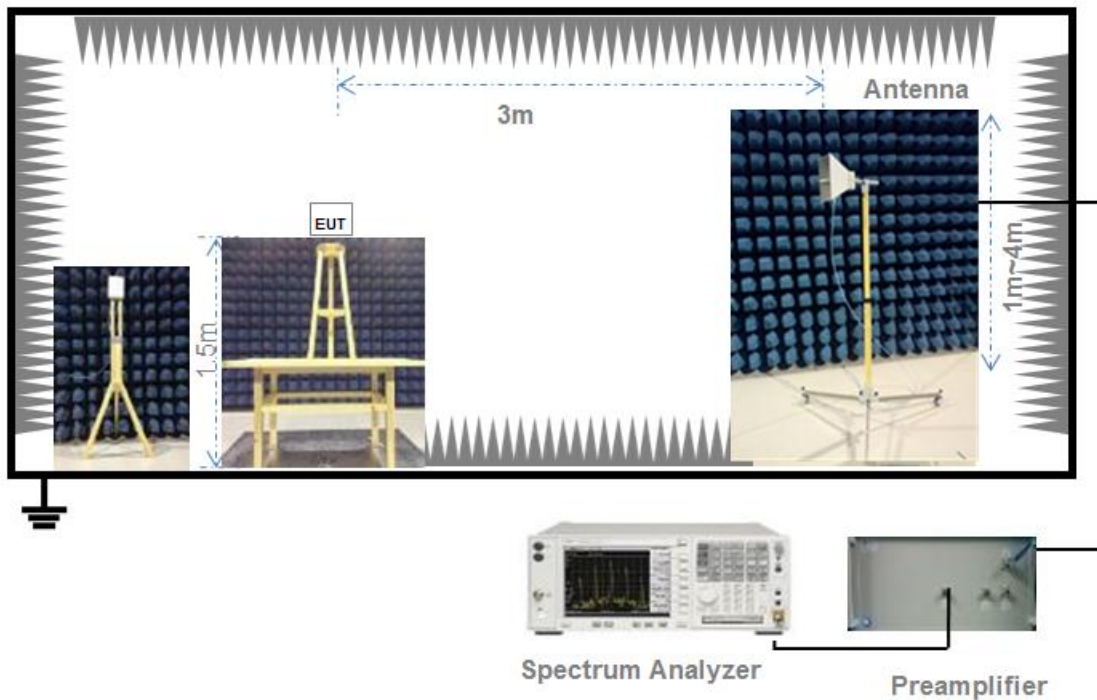 Antenna
3m
EUT
1.5m
1m~4m
Spectrum Analyzer
Preamplifier